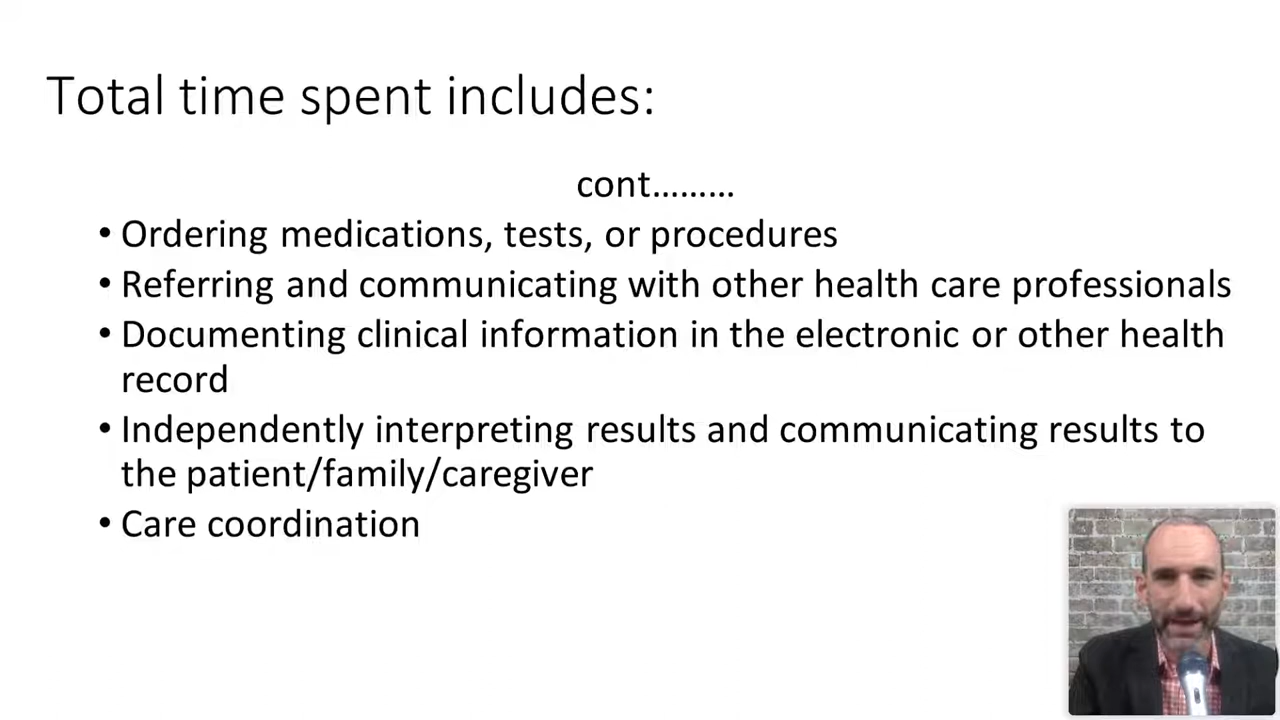 Total time spent includes:
cont.........
• Ordering medications, tests, or procedures
• Referring and communicating with other health care professionals
• Documenting clinical information in the electronic or other health
record
• Independently interpreting results and communicating results to
the patient/family/caregiver
• Care coordination